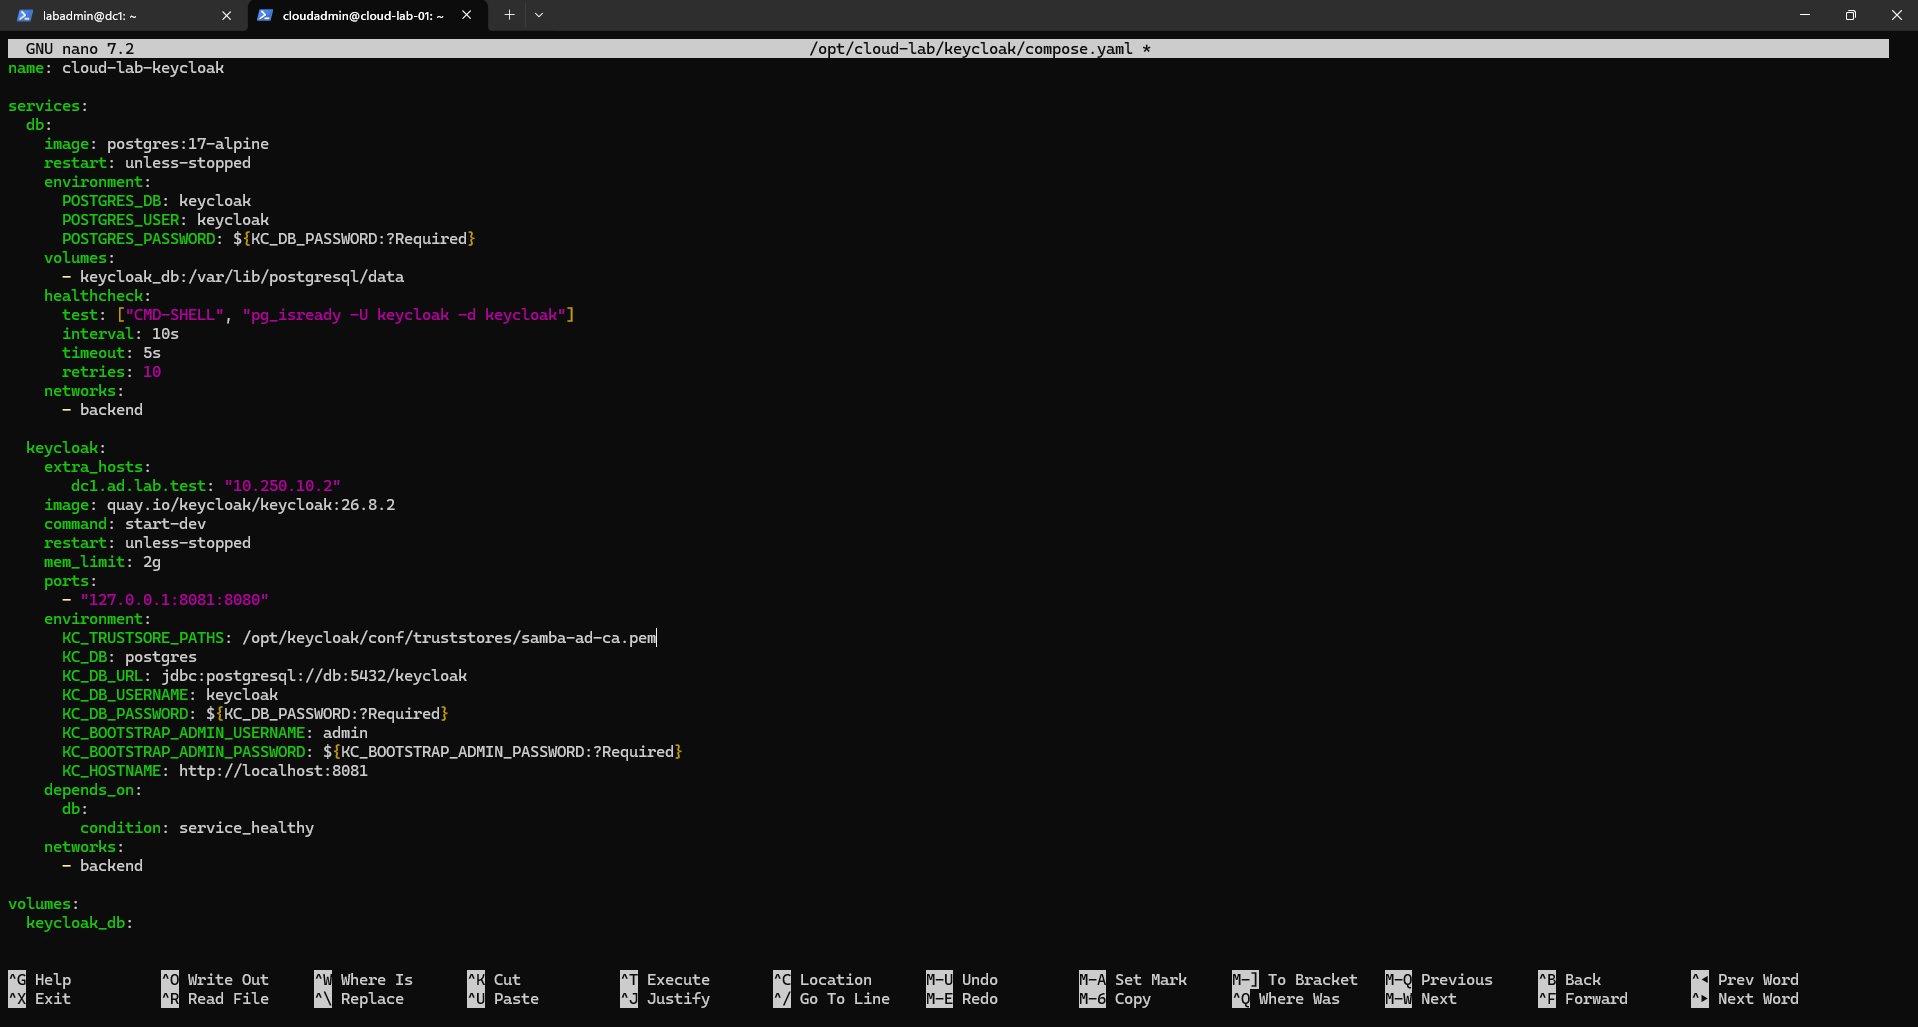 labadmin@dc1: ~
cloudadmin@cloud-lab-01: ~
GNU nano 7.2 /opt/cloud-lab/keycloak/compose.yaml *
name: cloud-lab-keycloak

services:
  db:
    image: postgres:17-alpine
    restart: unless-stopped
    environment:
      POSTGRES_DB: keycloak
      POSTGRES_USER: keycloak
      POSTGRES_PASSWORD: ${KC_DB_PASSWORD:?Required}
    volumes:
      - keycloak_db:/var/lib/postgresql/data
    healthcheck:
      test: ["CMD-SHELL", "pg_isready -U keycloak -d keycloak"]
      interval: 10s
      timeout: 5s
      retries: 10
    networks:
      - backend

  keycloak:
    extra_hosts:
       dc1.ad.lab.test: "10.250.10.2"
    image: quay.io/keycloak/keycloak:26.8.2
    command: start-dev
    restart: unless-stopped
    mem_limit: 2g
    ports:
      - "127.0.0.1:8081:8080"
    environment:
      KC_TRUSTSORE_PATHS: /opt/keycloak/conf/truststores/samba-ad-ca.pem
      KC_DB: postgres
      KC_DB_URL: jdbc:postgresql://db:5432/keycloak
      KC_DB_USERNAME: keycloak
      KC_DB_PASSWORD: ${KC_DB_PASSWORD:?Required}
      KC_BOOTSTRAP_ADMIN_USERNAME: admin
      KC_BOOTSTRAP_ADMIN_PASSWORD: ${KC_BOOTSTRAP_ADMIN_PASSWORD:?Required}
      KC_HOSTNAME: http://localhost:8081
    depends_on:
      db:
        condition: service_healthy
    networks:
      - backend

volumes:
  keycloak_db:

^G Help ^O Write Out ^W Where Is ^K Cut ^T Execute ^C Location M-U Undo M-A Set Mark M-] To Bracket M-Q Previous ^B Back ^◂ Prev Word
^X Exit ^R Read File ^\ Replace ^U Paste ^J Justify ^/ Go To Line M-E Redo M-6 Copy ^Q Where Was M-W Next ^F Forward ^▸ Next Word